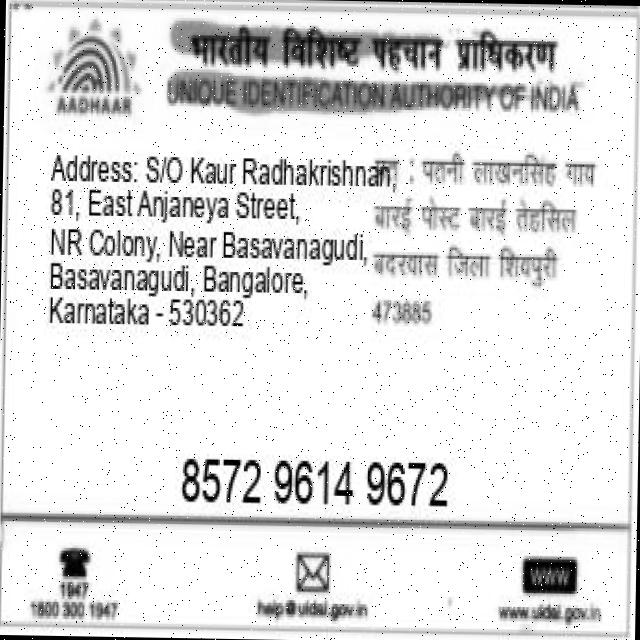 भारतीय विशिष्ट पहचान प्राधिकरण
UNIQUE IDENTIFICATION AUTHORITY OF INDIA
AADHAAR
Address: S/O Kaur Radhakrishnan,
81, East Anjaneya Street,
NR Colony, Near Basavanagudi,
Basavanagudi, Bangalore,
Karnataka - 530362
: पतनी लाखनसिंह गाय
बारई पोस्ट बारई तेहसिल
बदरवास जिला शिवपुरी
473885
8572 9614 9672
1947
1800 300 1947
help@uidai.gov.in
www
www.uidai.gov.in